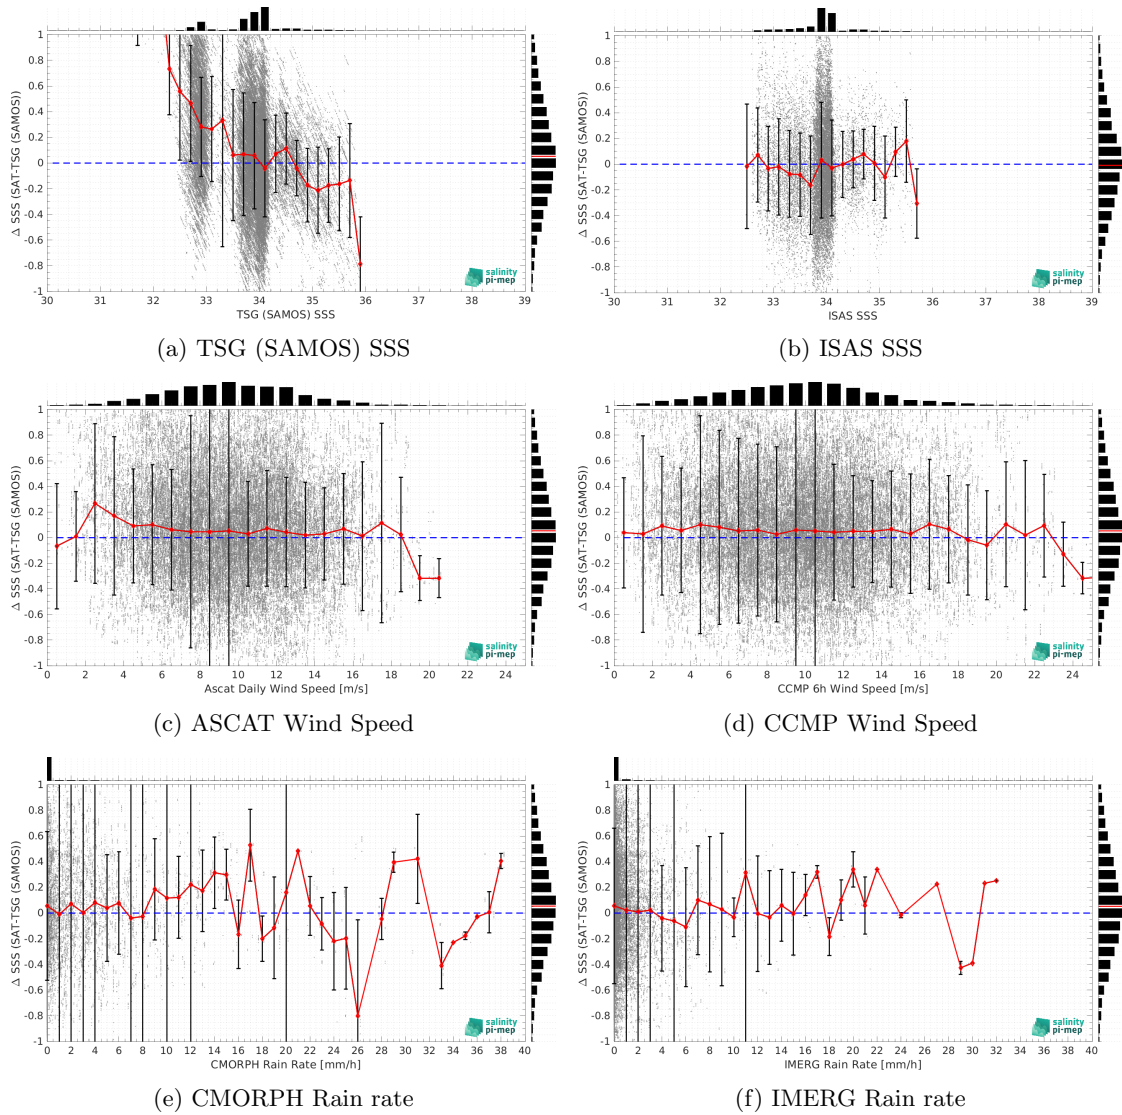 1
0.8
0.6
0.4
0.2
0
-0.2
-0.4
-0.6
-0.8
-1
Δ SSS (SAT-TSG (SAMOS))
30 31 32 33 34 35 36 37 38 39
TSG (SAMOS) SSS
salinity
pi-mep
(a) TSG (SAMOS) SSS
1
0.8
0.6
0.4
0.2
0
-0.2
-0.4
-0.6
-0.8
-1
Δ SSS (SAT-TSG (SAMOS))
30 31 32 33 34 35 36 37 38 39
ISAS SSS
salinity
pi-mep
(b) ISAS SSS
1
0.8
0.6
0.4
0.2
0
-0.2
-0.4
-0.6
-0.8
-1
Δ SSS (SAT-TSG (SAMOS))
0 2 4 6 8 10 12 14 16 18 20 22 24
Ascat Daily Wind Speed [m/s]
salinity
pi-mep
(c) ASCAT Wind Speed
1
0.8
0.6
0.4
0.2
0
-0.2
-0.4
-0.6
-0.8
-1
Δ SSS (SAT-TSG (SAMOS))
0 2 4 6 8 10 12 14 16 18 20 22 24
CCMP 6h Wind Speed [m/s]
salinity
pi-mep
(d) CCMP Wind Speed
1
0.8
0.6
0.4
0.2
0
-0.2
-0.4
-0.6
-0.8
-1
Δ SSS (SAT-TSG (SAMOS))
0 2 4 6 8 10 12 14 16 18 20 22 24 26 28 30 32 34 36 38 40
CMORPH Rain Rate [mm/h]
salinity
pi-mep
(e) CMORPH Rain rate
1
0.8
0.6
0.4
0.2
0
-0.2
-0.4
-0.6
-0.8
-1
Δ SSS (SAT-TSG (SAMOS))
0 2 4 6 8 10 12 14 16 18 20 22 24 26 28 30 32 34 36 38 40
IMERG Rain Rate [mm/h]
salinity
pi-mep
(f) IMERG Rain rate